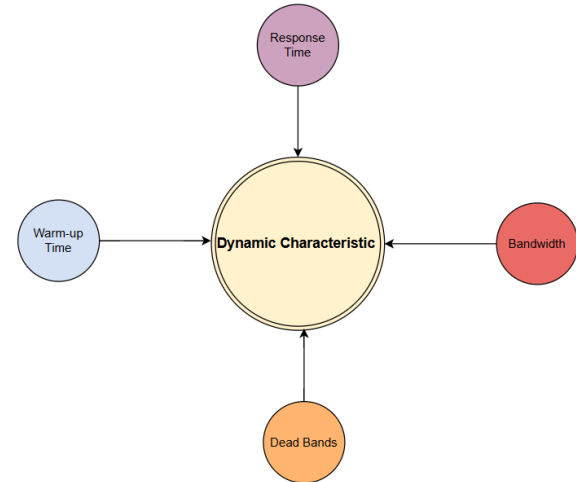 Response
Time
Warm-up
Time
Dynamic Characteristic
Bandwidth
Dead Bands